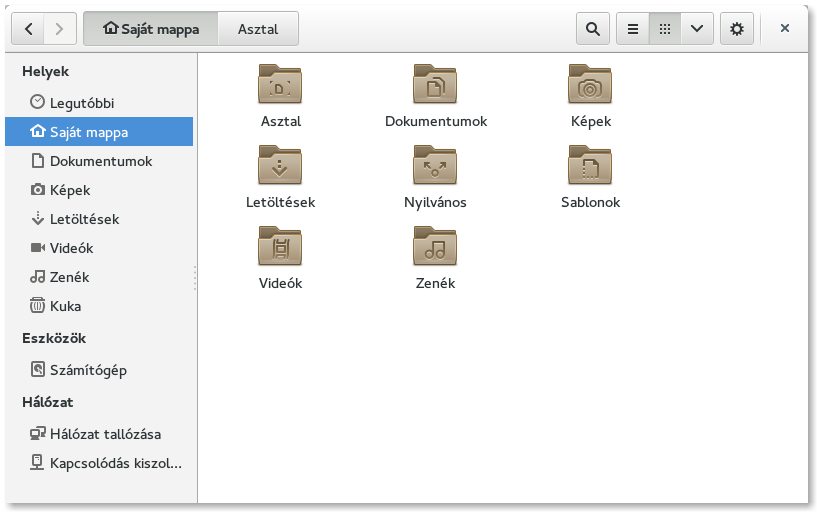 Saját mappa Asztal
Helyek
Legutóbbi
Saját mappa
Dokumentumok
Képek
Letöltések
Videók
Zenék
Kuka
Eszközök
Számítógép
Hálózat
Hálózat tallózása
Kapcsolódás kiszol...
Asztal Dokumentumok Képek
Letöltések Nyilvános Sablonok
Videók Zenék